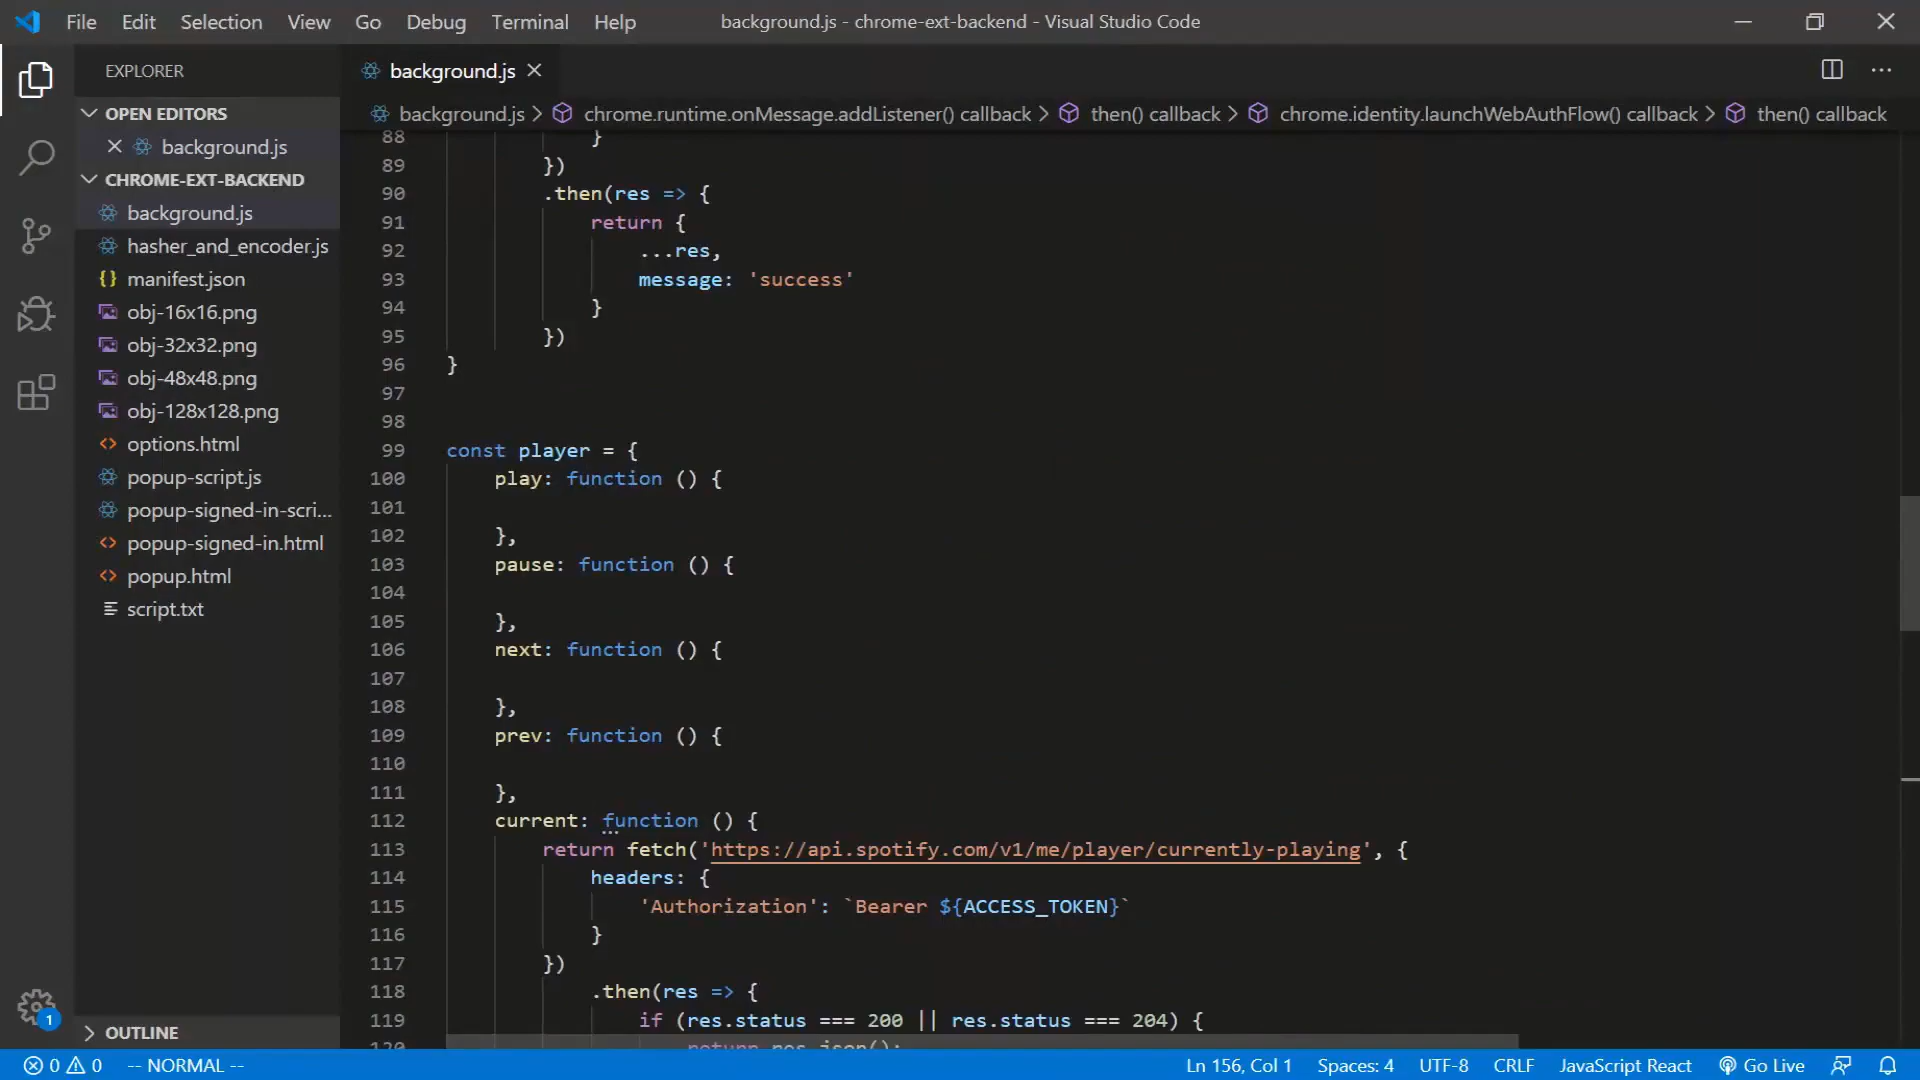 File Edit Selection View Go Debug Terminal Help background.js - chrome-ext-backend - Visual Studio Code
EXPLORER
OPEN EDITORS
background.js
CHROME-EXT-BACKEND
background.js
hasher_and_encoder.js
manifest.json
obj-16x16.png
obj-32x32.png
obj-48x48.png
obj-128x128.png
options.html
popup-script.js
popup-signed-in-scri...
popup-signed-in.html
popup.html
script.txt
OUTLINE
1
background.js
background.js > chrome.runtime.onMessage.addListener() callback > then() callback > chrome.identity.launchWebAuthFlow() callback > then() callback
88 }
89 })
90 .then(res => {
91 return {
92 ...res,
93 message: 'success'
94 }
95 })
96 }
97
98
99 const player = {
100 play: function () {
101
102 },
103 pause: function () {
104
105 },
106 next: function () {
107
108 },
109 prev: function () {
110
111 },
112 current: function () {
113 return fetch('https://api.spotify.com/v1/me/player/currently-playing', {
114 headers: {
115 'Authorization': `Bearer ${ACCESS_TOKEN}`
116 }
117 })
118 .then(res => {
119 if (res.status === 200 || res.status === 204) {
120 return res.json();
0 0 -- NORMAL -- Ln 156, Col 1 Spaces: 4 UTF-8 CRLF JavaScript React Go Live